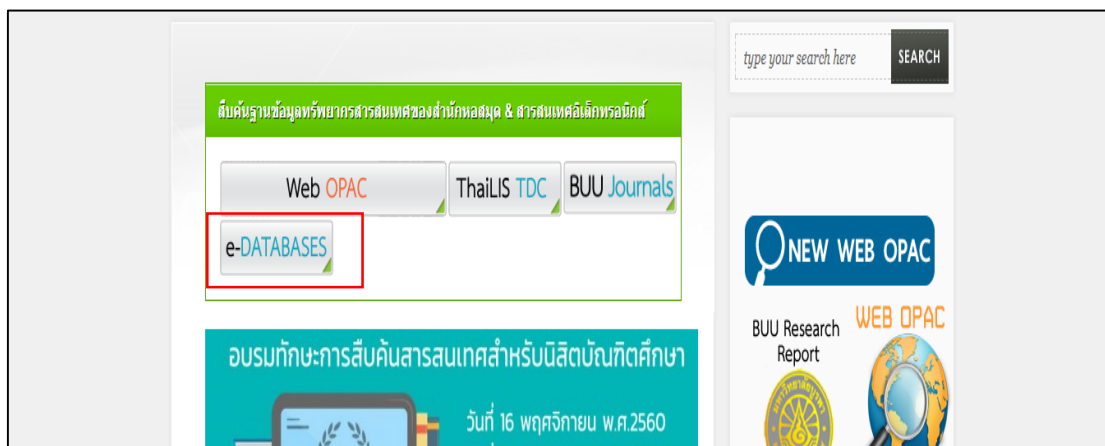 type your search here
SEARCH
สืบค้นฐานข้อมูลทรัพยากรสารสนเทศของสำนักหอสมุด & สารสนเทศอิเล็กทรอนิกส์
Web OPAC
ThaiLIS TDC
BUU Journals
e-DATABASES
NEW WEB OPAC
BUU Research
Report
WEB OPAC
อบรมทักษะการสืบค้นสารสนเทศสำหรับนิสิตบัณฑิตศึกษา
วันที่ 16 พฤศจิกายน พ.ศ.2560